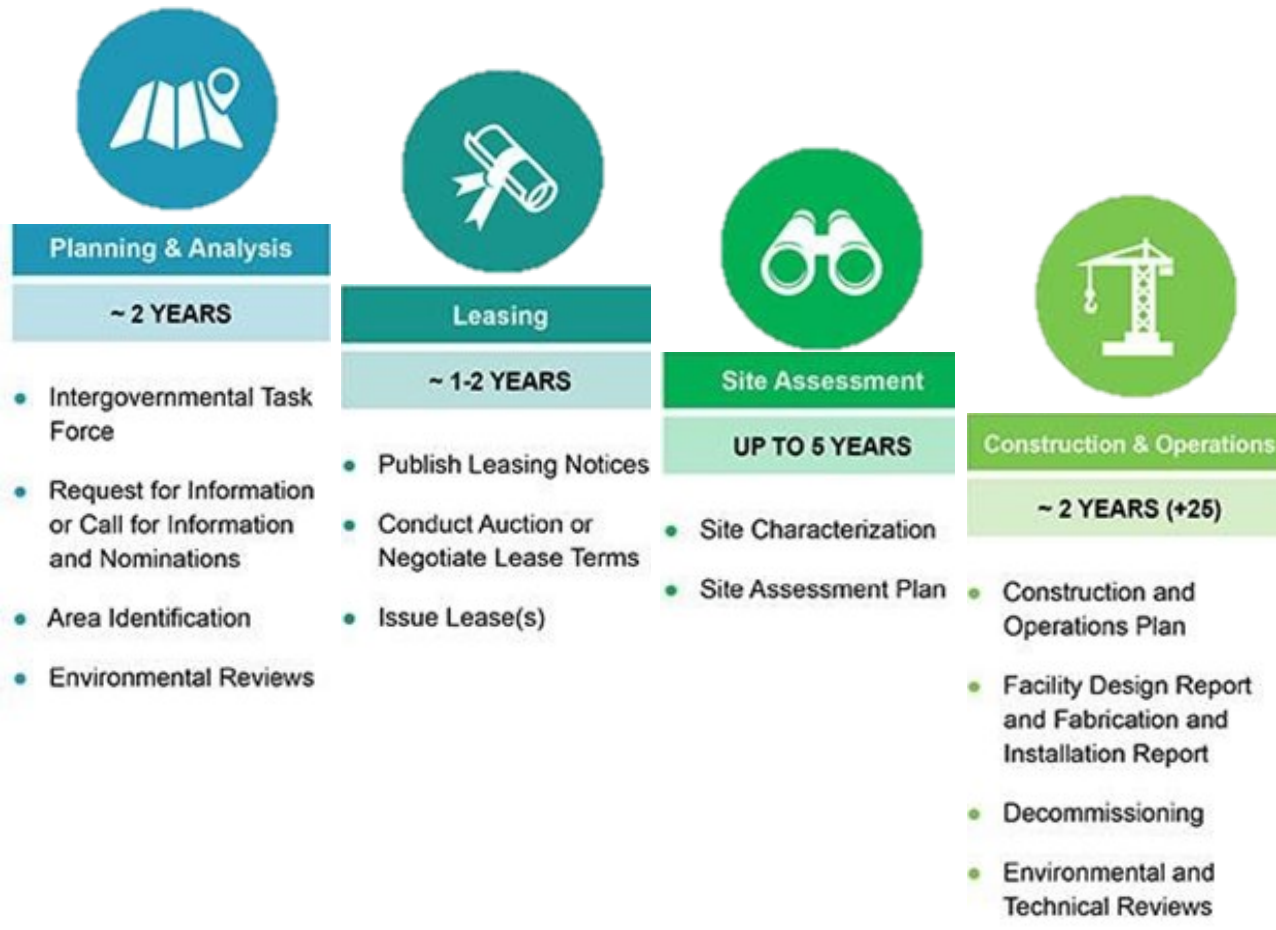 Planning & Analysis
~ 2 YEARS
● Intergovernmental Task
Force
● Request for Information
or Call for Information
and Nominations
● Area Identification
● Environmental Reviews
Leasing
~ 1-2 YEARS
● Publish Leasing Notices
● Conduct Auction or
Negotiate Lease Terms
● Issue Lease(s)
Site Assessment
UP TO 5 YEARS
● Site Characterization
● Site Assessment Plan
Construction & Operations
~ 2 YEARS (+25)
● Construction and
Operations Plan
● Facility Design Report
and Fabrication and
Installation Report
● Decommissioning
● Environmental and
Technical Reviews